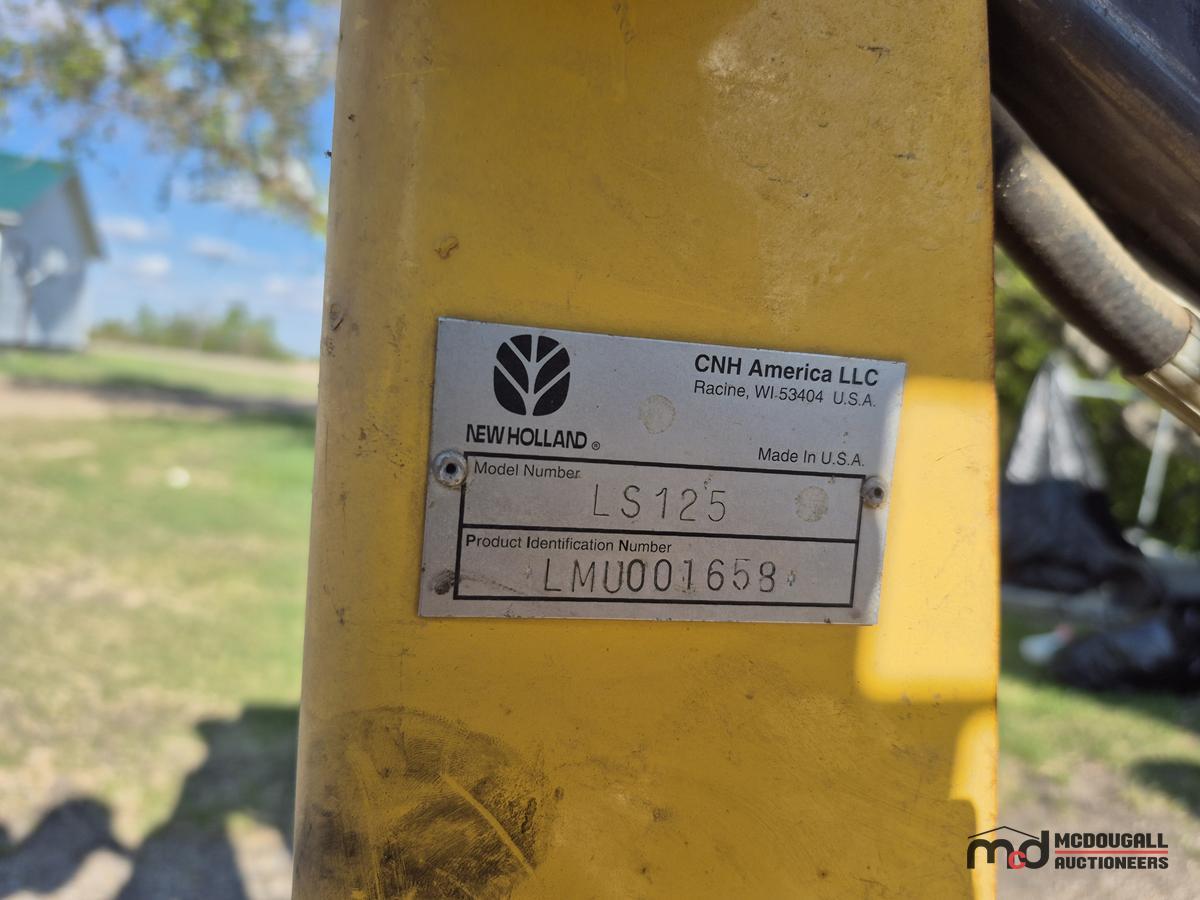 NEW HOLLAND®
CNH America LLC
Racine, WI 53404 U.S.A.
Made In U.S.A.
Model Number
LS125
Product Identification Number
LMU001658
mcd MCDOUGALL
AUCTIONEERS